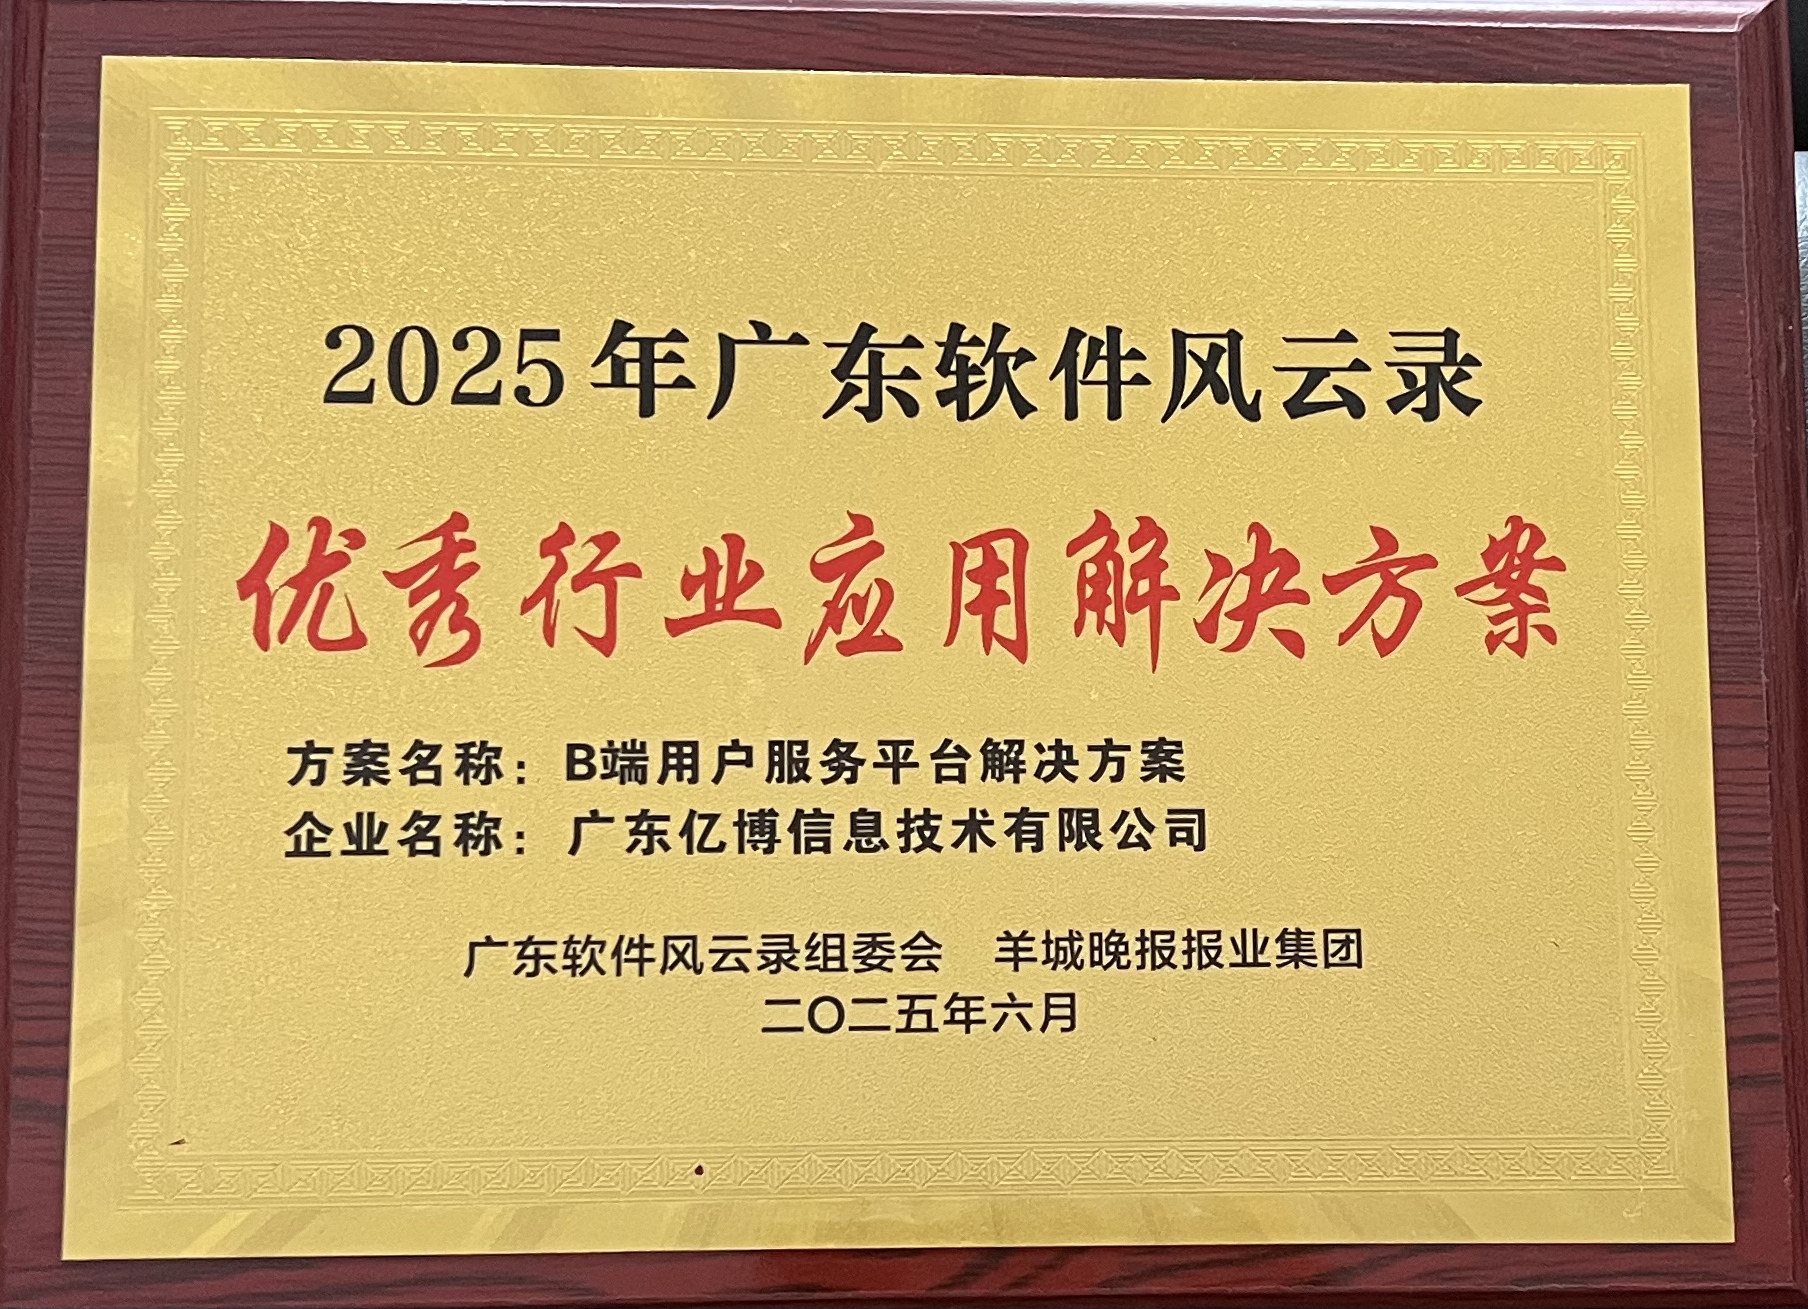 2025年广东软件风云录
优秀行业应用解决方案
方案名称：B端用户服务平台解决方案
企业名称：广东亿博信息技术有限公司
广东软件风云录组委会 羊城晚报报业集团
二〇二五年六月